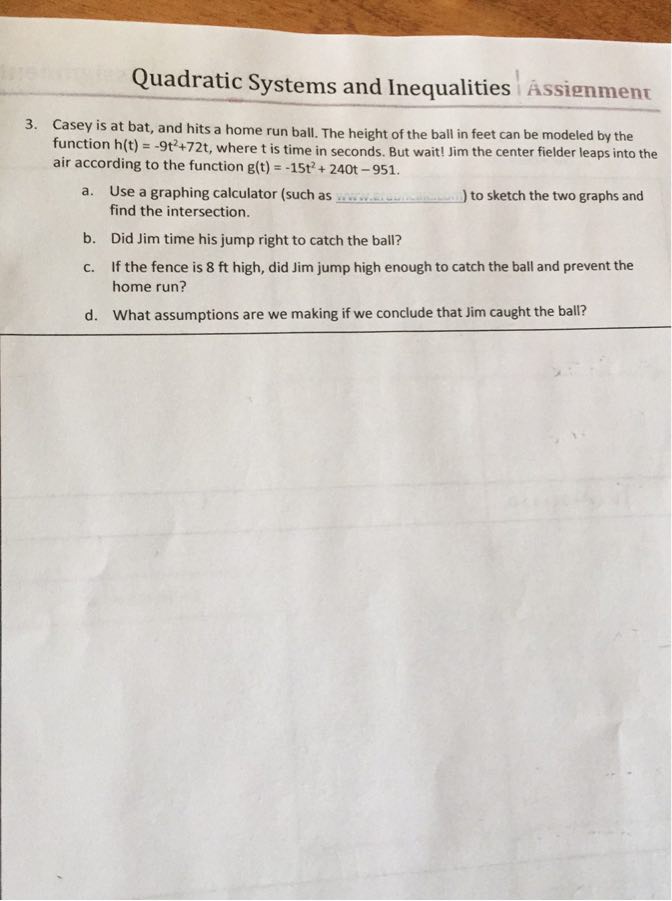 Quadratic Systems and Inequalities | Assignment
3. Casey is at bat, and hits a home run ball. The height of the ball in feet can be modeled by the
function h(t) = -9t²+72t, where t is time in seconds. But wait! Jim the center fielder leaps into the
air according to the function g(t) = -15t² + 240t – 951.
a. Use a graphing calculator (such as ) to sketch the two graphs and
find the intersection.
b. Did Jim time his jump right to catch the ball?
c. If the fence is 8 ft high, did Jim jump high enough to catch the ball and prevent the
home run?
d. What assumptions are we making if we conclude that Jim caught the ball?